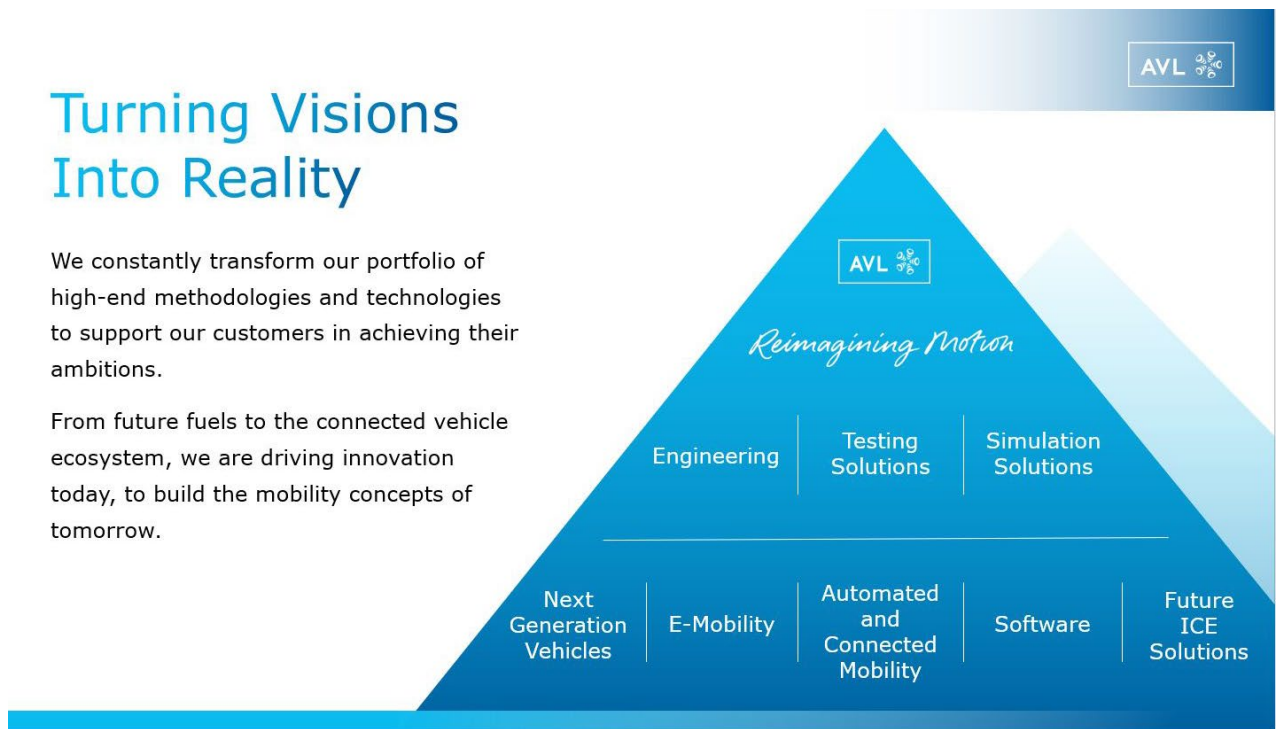 AVL
Turning Visions
Into Reality
We constantly transform our portfolio of
high-end methodologies and technologies
to support our customers in achieving their
ambitions.
From future fuels to the connected vehicle
ecosystem, we are driving innovation
today, to build the mobility concepts of
tomorrow.
AVL
Reimagining Motion
Engineering
Testing
Solutions
Simulation
Solutions
Next
Generation
Vehicles
E-Mobility
Automated
and
Connected
Mobility
Software
Future
ICE
Solutions